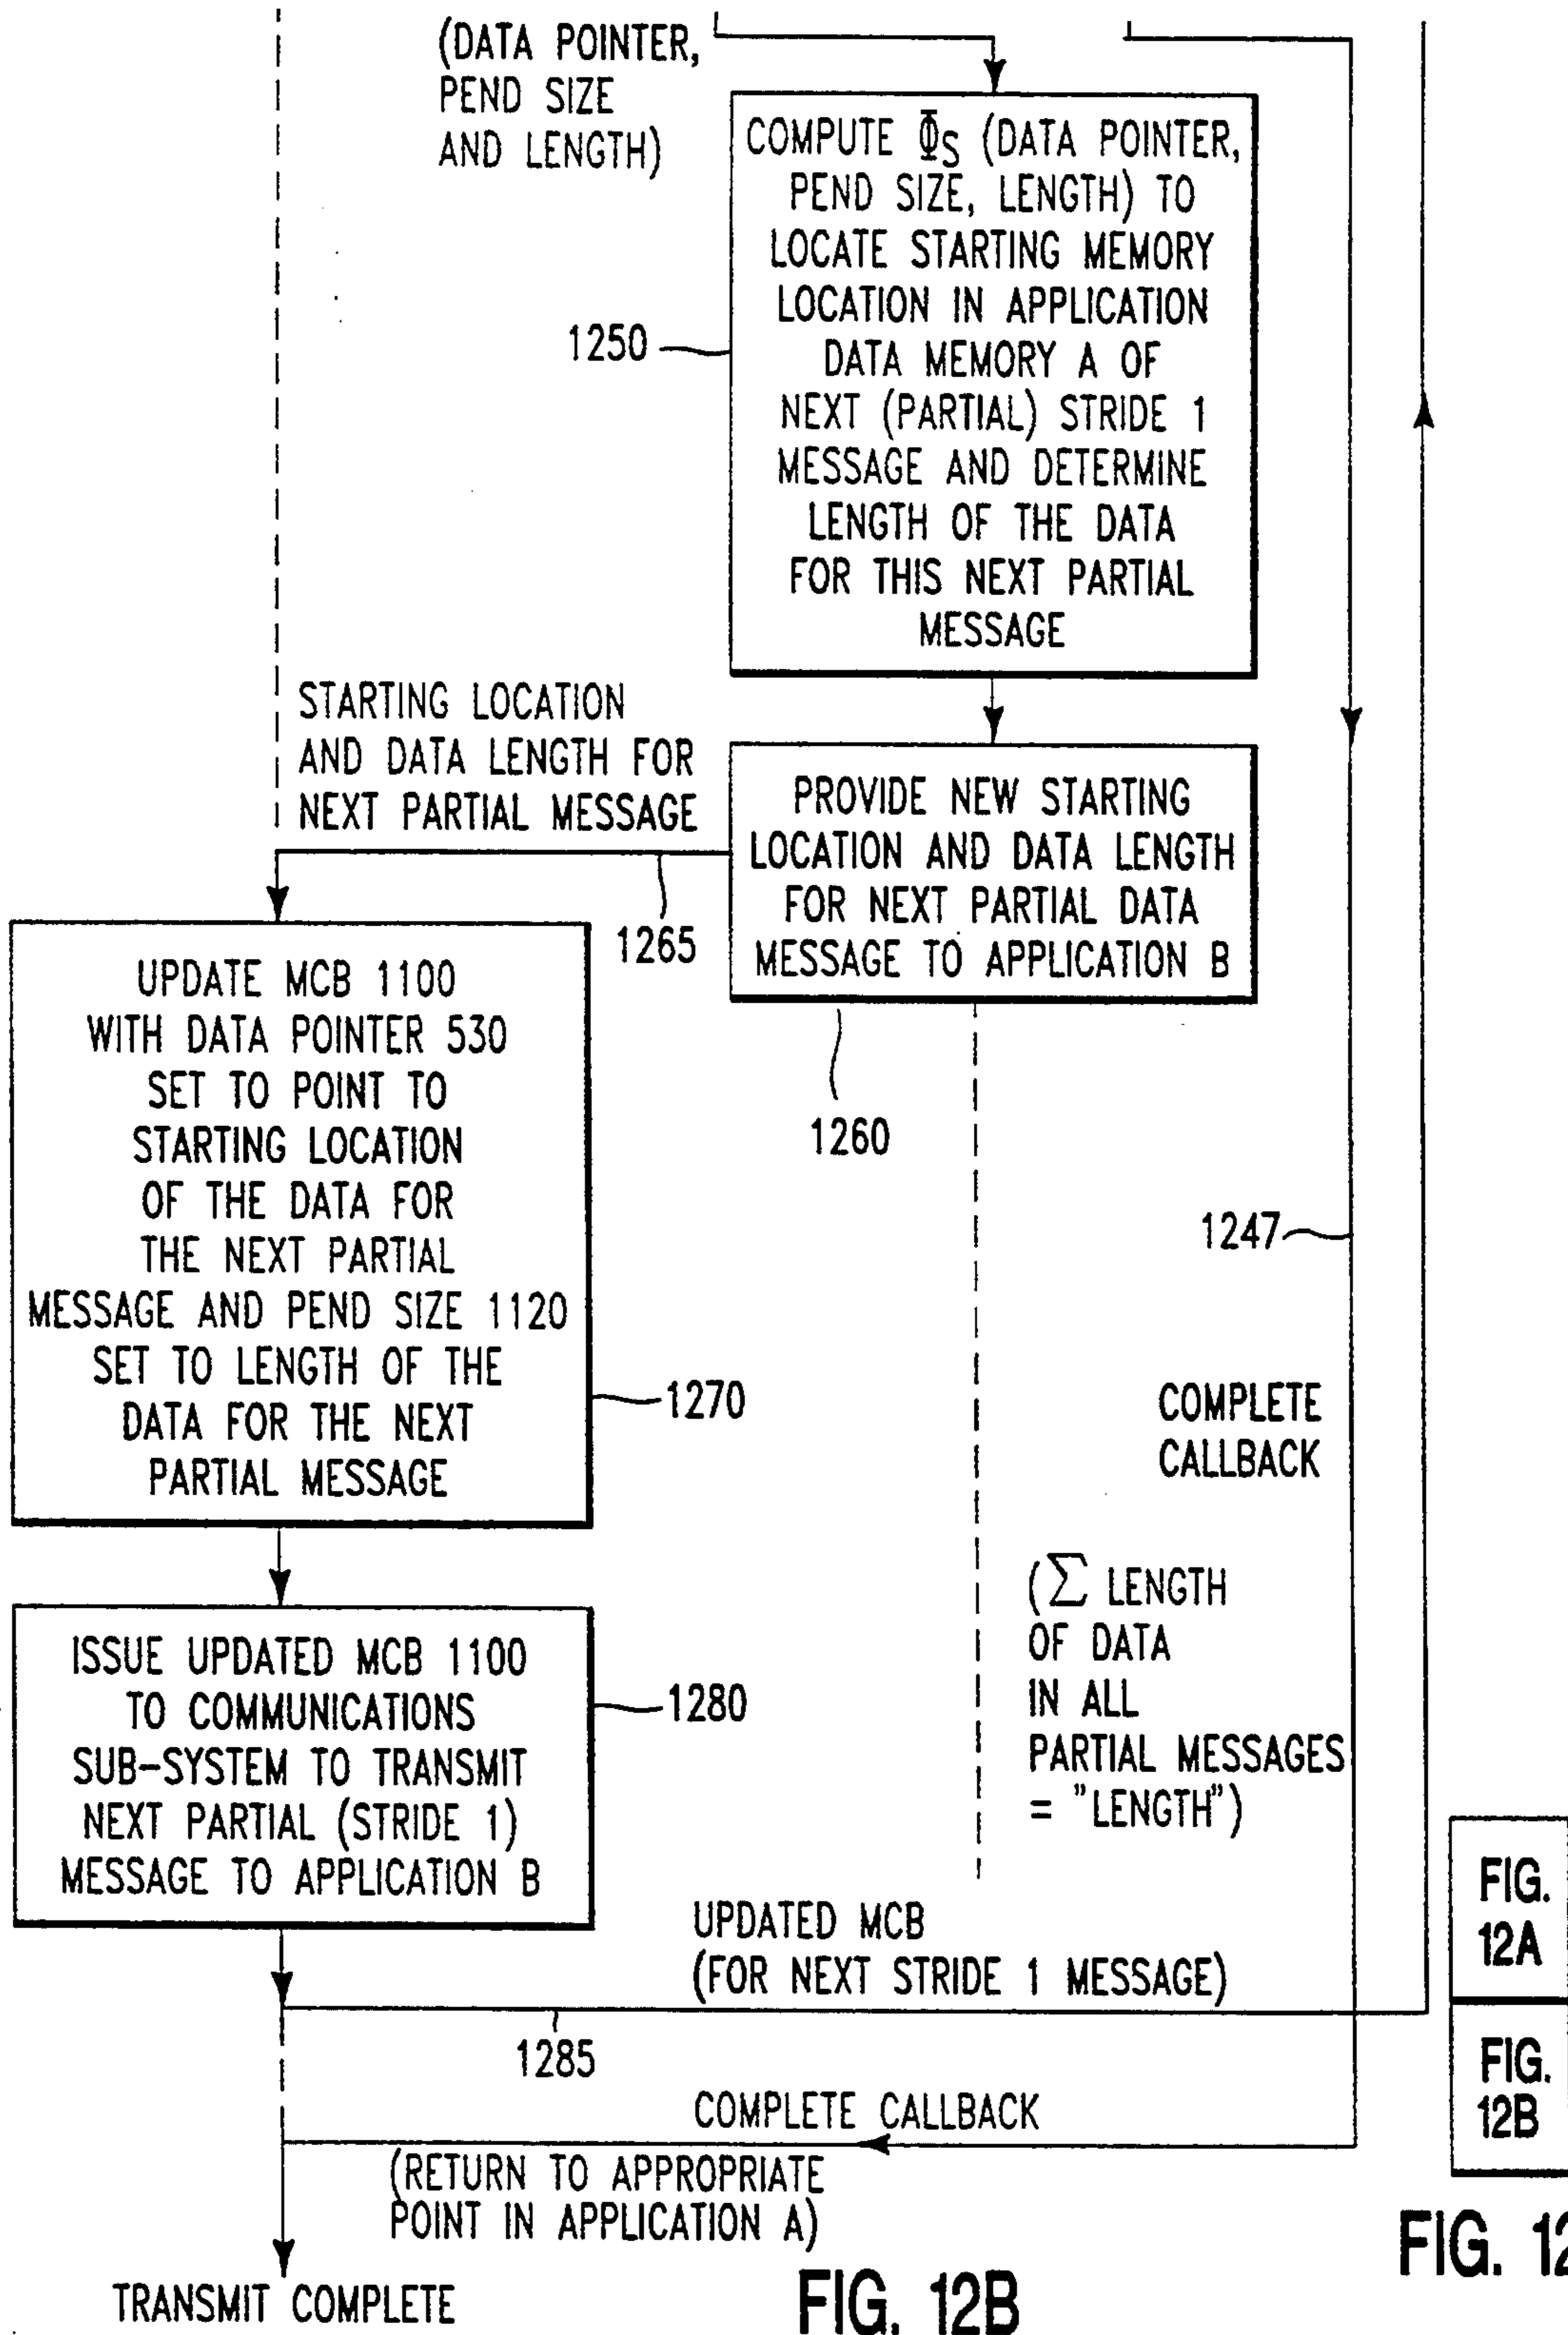 (DATA POINTER,
PEND SIZE
AND LENGTH)
COMPUTE ΦS (DATA POINTER,
PEND SIZE, LENGTH) TO
LOCATE STARTING MEMORY
LOCATION IN APPLICATION
DATA MEMORY A OF
NEXT (PARTIAL) STRIDE 1
MESSAGE AND DETERMINE
LENGTH OF THE DATA
FOR THIS NEXT PARTIAL
MESSAGE
1250
STARTING LOCATION
AND DATA LENGTH FOR
NEXT PARTIAL MESSAGE
PROVIDE NEW STARTING
LOCATION AND DATA LENGTH
FOR NEXT PARTIAL DATA
MESSAGE TO APPLICATION B
1265
1260
UPDATE MCB 1100
WITH DATA POINTER 530
SET TO POINT TO
STARTING LOCATION
OF THE DATA FOR
THE NEXT PARTIAL
MESSAGE AND PEND SIZE 1120
SET TO LENGTH OF THE
DATA FOR THE NEXT
PARTIAL MESSAGE
1270
1247
COMPLETE
CALLBACK
(Σ LENGTH
OF DATA
IN ALL
PARTIAL MESSAGES
= "LENGTH")
ISSUE UPDATED MCB 1100
TO COMMUNICATIONS
SUB-SYSTEM TO TRANSMIT
NEXT PARTIAL (STRIDE 1)
MESSAGE TO APPLICATION B
1280
UPDATED MCB
(FOR NEXT STRIDE 1 MESSAGE)
1285
COMPLETE CALLBACK
(RETURN TO APPROPRIATE
POINT IN APPLICATION A)
TRANSMIT COMPLETE
FIG. 12B
FIG.
12A
FIG.
12B
FIG. 12